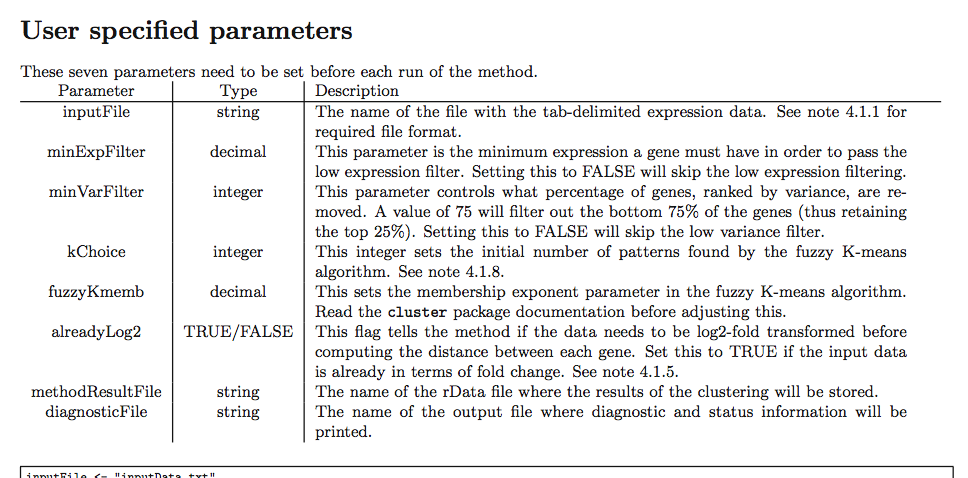 User specified parameters
These seven parameters need to be set before each run of the method.
Parameter Type Description
inputFile string The name of the file with the tab-delimited expression data. See note 4.1.1 for
required file format.
minExpFilter decimal This parameter is the minimum expression a gene must have in order to pass the
low expression filter. Setting this to FALSE will skip the low expression filtering.
minVarFilter integer This parameter controls what percentage of genes, ranked by variance, are re-
moved. A value of 75 will filter out the bottom 75% of the genes (thus retaining
the top 25%). Setting this to FALSE will skip the low variance filter.
kChoice integer This integer sets the initial number of patterns found by the fuzzy K-means
algorithm. See note 4.1.8.
fuzzyKmemb decimal This sets the membership exponent parameter in the fuzzy K-means algorithm.
Read the cluster package documentation before adjusting this.
alreadyLog2 TRUE/FALSE This flag tells the method if the data needs to be log2-fold transformed before
computing the distance between each gene. Set this to TRUE if the input data
is already in terms of fold change. See note 4.1.5.
methodResultFile string The name of the rData file where the results of the clustering will be stored.
diagnosticFile string The name of the output file where diagnostic and status information will be
printed.
inputFile <- "inputData.txt"